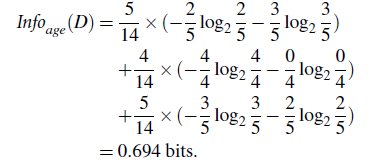 Info_age(D) = 5/14 × (−2/5 log₂ 2/5 − 3/5 log₂ 3/5)
+ 4/14 × (−4/4 log₂ 4/4 − 0/4 log₂ 0/4)
+ 5/14 × (−3/5 log₂ 3/5 − 2/5 log₂ 2/5)
= 0.694 bits.